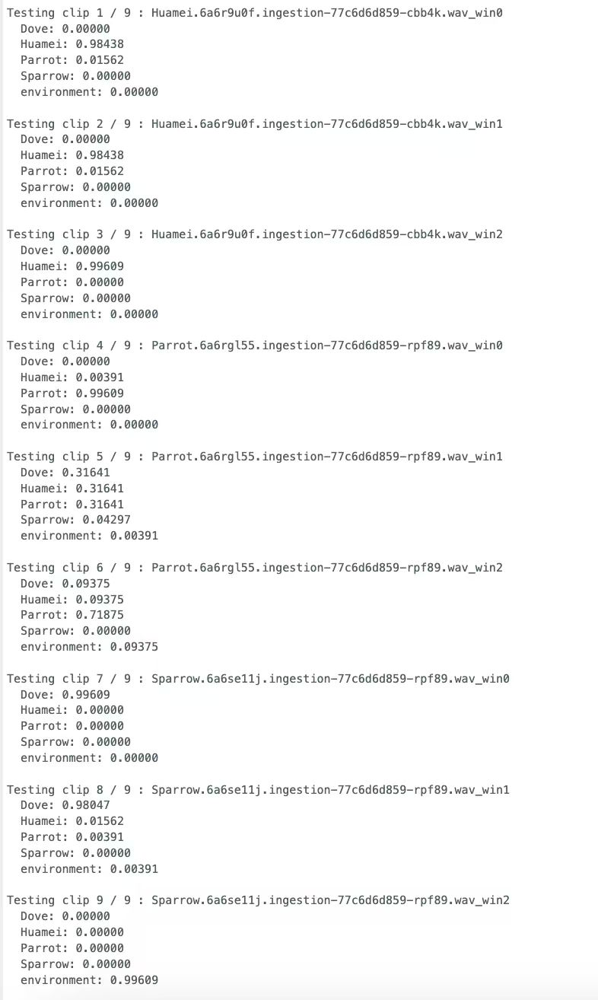 Testing clip 1 / 9 : Huamei.6a6r9u0f.ingestion-77c6d6d859-cbb4k.wav_win0
Dove: 0.00000
Huamei: 0.98438
Parrot: 0.01562
Sparrow: 0.00000
environment: 0.00000
Testing clip 2 / 9 : Huamei.6a6r9u0f.ingestion-77c6d6d859-cbb4k.wav_win1
Dove: 0.00000
Huamei: 0.98438
Parrot: 0.01562
Sparrow: 0.00000
environment: 0.00000
Testing clip 3 / 9 : Huamei.6a6r9u0f.ingestion-77c6d6d859-cbb4k.wav_win2
Dove: 0.00000
Huamei: 0.99609
Parrot: 0.00000
Sparrow: 0.00000
environment: 0.00000
Testing clip 4 / 9 : Parrot.6a6rgl55.ingestion-77c6d6d859-rpf89.wav_win0
Dove: 0.00000
Huamei: 0.00391
Parrot: 0.99609
Sparrow: 0.00000
environment: 0.00000
Testing clip 5 / 9 : Parrot.6a6rgl55.ingestion-77c6d6d859-rpf89.wav_win1
Dove: 0.31641
Huamei: 0.31641
Parrot: 0.31641
Sparrow: 0.04297
environment: 0.00391
Testing clip 6 / 9 : Parrot.6a6rgl55.ingestion-77c6d6d859-rpf89.wav_win2
Dove: 0.09375
Huamei: 0.09375
Parrot: 0.71875
Sparrow: 0.00000
environment: 0.09375
Testing clip 7 / 9 : Sparrow.6a6se11j.ingestion-77c6d6d859-rpf89.wav_win0
Dove: 0.99609
Huamei: 0.00000
Parrot: 0.00000
Sparrow: 0.00000
environment: 0.00000
Testing clip 8 / 9 : Sparrow.6a6se11j.ingestion-77c6d6d859-rpf89.wav_win1
Dove: 0.98047
Huamei: 0.01562
Parrot: 0.00391
Sparrow: 0.00000
environment: 0.00391
Testing clip 9 / 9 : Sparrow.6a6se11j.ingestion-77c6d6d859-rpf89.wav_win2
Dove: 0.00000
Huamei: 0.00000
Parrot: 0.00000
Sparrow: 0.00000
environment: 0.99609